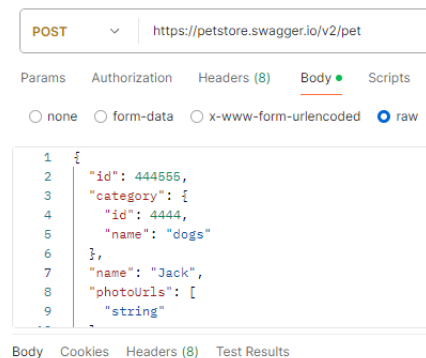 POST https://petstore.swagger.io/v2/pet
Params Authorization Headers (8) Body Scripts
none form-data x-www-form-urlencoded raw
1 {
2 "id": 444555,
3 "category": {
4 "id": 4444,
5 "name": "dogs"
6 },
7 "name": "Jack",
8 "photoUrls": [
9 "string"
Body Cookies Headers (8) Test Results